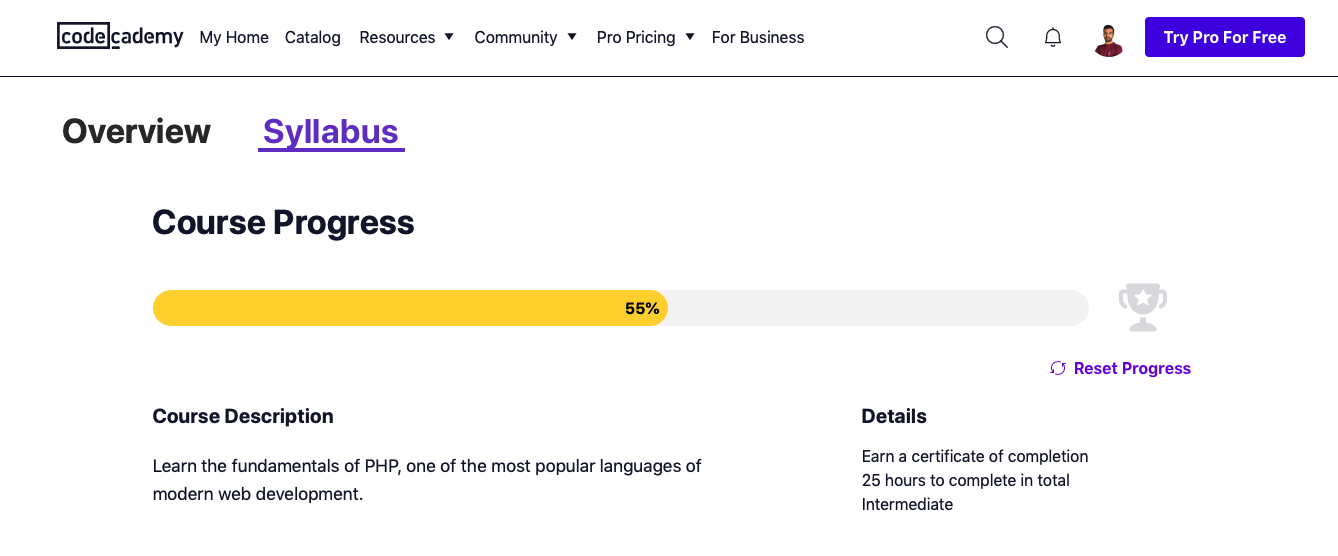 codecademy My Home Catalog Resources Community Pro Pricing For Business Try Pro For Free
Overview Syllabus
Course Progress
55%
Reset Progress
Course Description
Learn the fundamentals of PHP, one of the most popular languages of
modern web development.
Details
Earn a certificate of completion
25 hours to complete in total
Intermediate